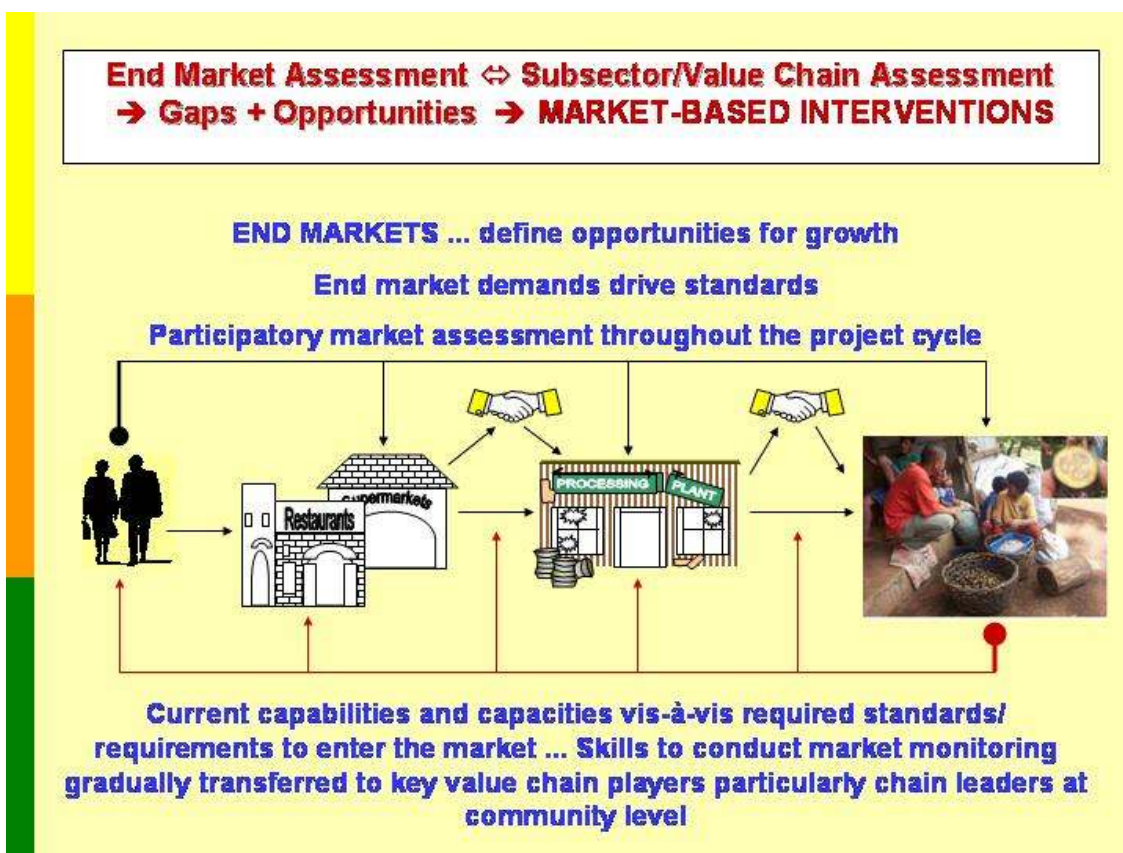 End Market Assessment ⇔ Subsector/Value Chain Assessment
➔ Gaps + Opportunities ➔ MARKET-BASED INTERVENTIONS
END MARKETS ... define opportunities for growth
End market demands drive standards
Participatory market assessment throughout the project cycle
Supermarkets
Restaurants
PROCESSING PLANT
Current capabilities and capacities vis-à-vis required standards/
requirements to enter the market ... Skills to conduct market monitoring
gradually transferred to key value chain players particularly chain leaders at
community level